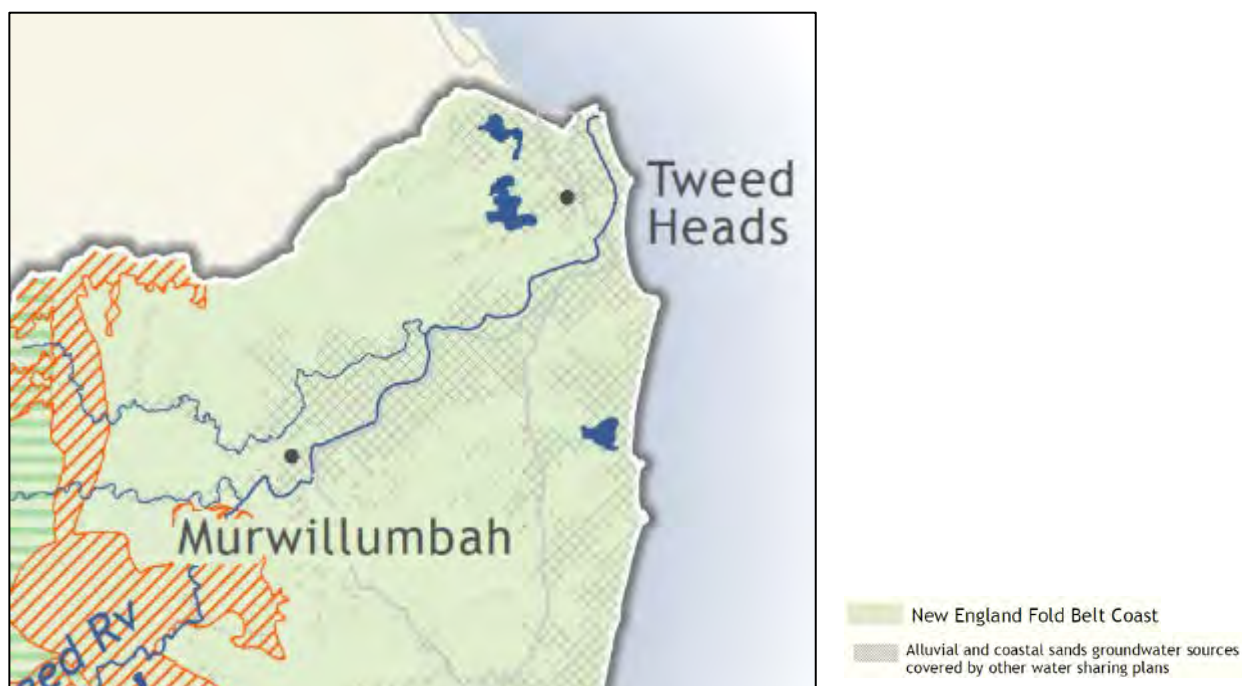 Tweed
Heads
Murwillumbah
Rv
New England Fold Belt Coast
Alluvial and coastal sands groundwater sources
covered by other water sharing plans